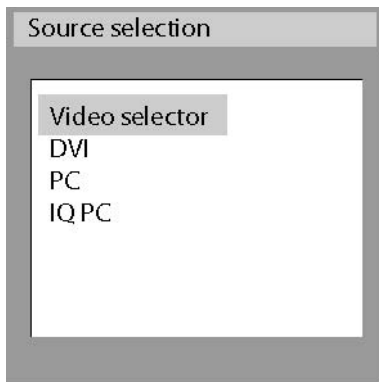 Source selection
Video selector
DVI
PC
IQ PC